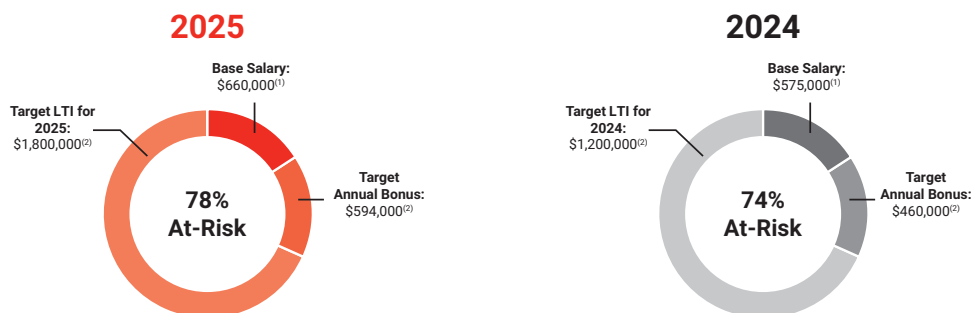 2025
Base Salary:
$660,000(1)
Target LTI for
2025:
$1,800,000(2)
78%
At-Risk
Target
Annual Bonus:
$594,000(2)
2024
Base Salary:
$575,000(1)
Target LTI for
2024:
$1,200,000(2)
74%
At-Risk
Target
Annual Bonus:
$460,000(2)